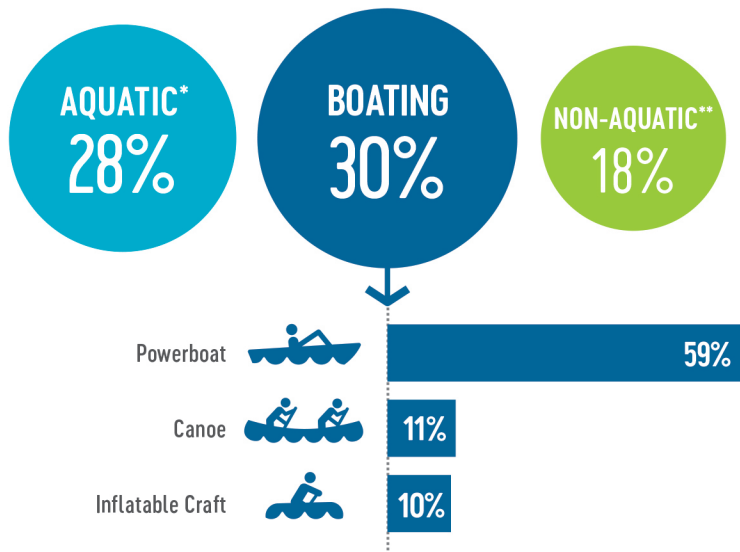 AQUATIC*
28%
BOATING
30%
NON-AQUATIC**
18%
Powerboat
59%
Canoe
11%
Inflatable Craft
10%